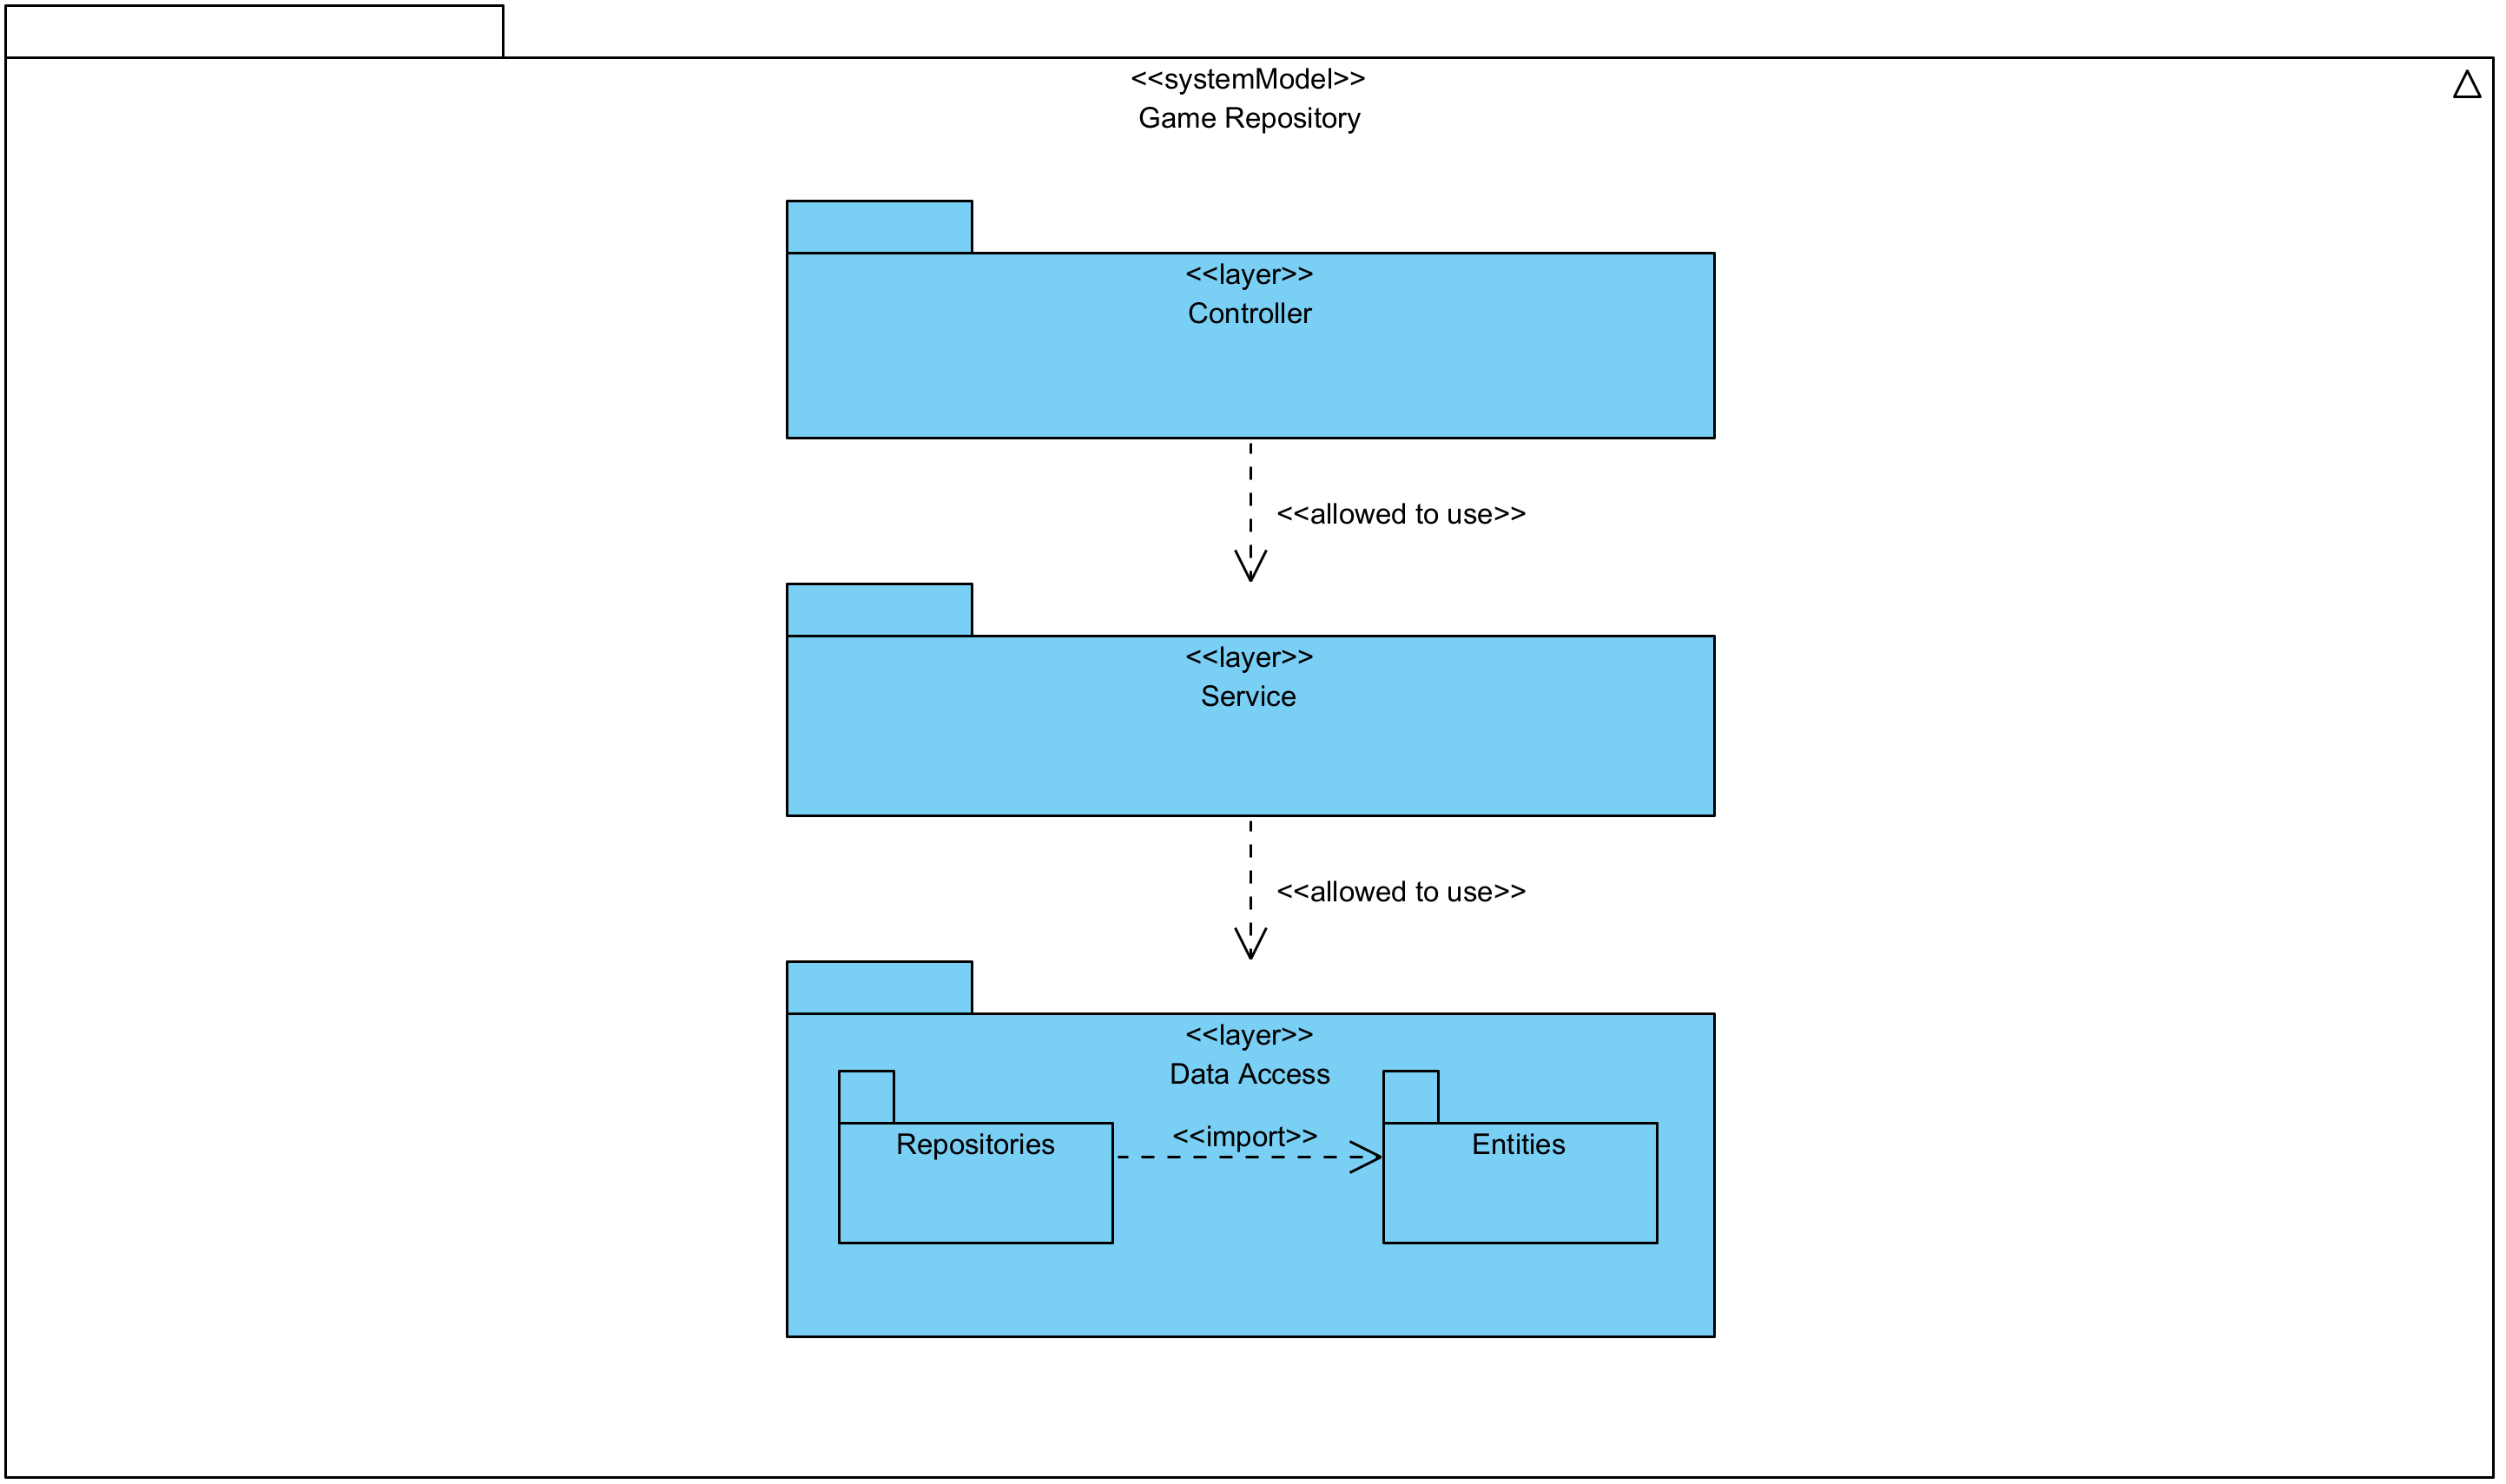 <<systemModel>>
Game Repository
<<layer>>
Controller
<<allowed to use>>
<<layer>>
Service
<<allowed to use>>
<<layer>>
Data Access
Repositories
<<import>>
Entities